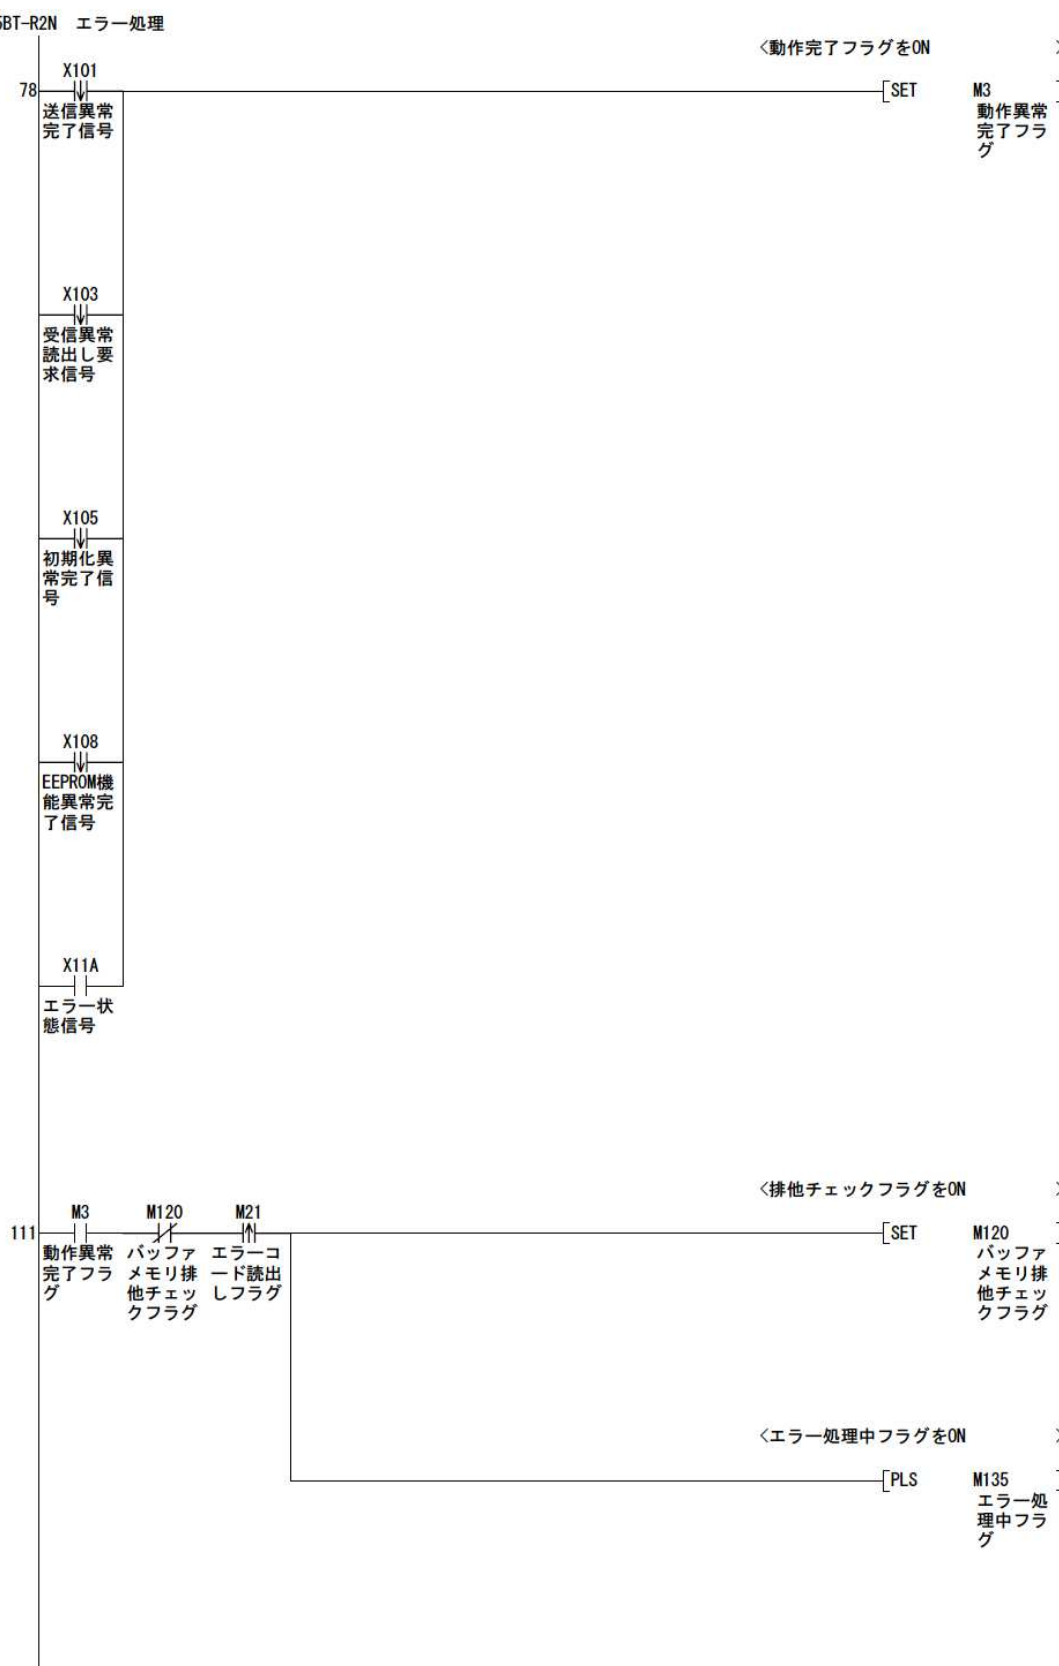 5BT-R2N エラー処理
<動作完了フラグをON >
X101
78
SET M3
送信異常
完了信号
動作異常
完了フラ
グ
X103
受信異常
読出し要
求信号
X105
初期化異
常完了信
号
X108
EEPROM機
能異常完
了信号
X11A
エラー状
態信号
<排他チェックフラグをON >
M3 M120 M21
111
SET M120
動作異常 バッファ エラーコ
完了フラ メモリ排 ード読出
グ 他チェッ しフラグ
クフラグ
バッファ
メモリ排
他チェッ
クフラグ
<エラー処理中フラグをON >
PLS M135
エラー処
理中フラ
グ